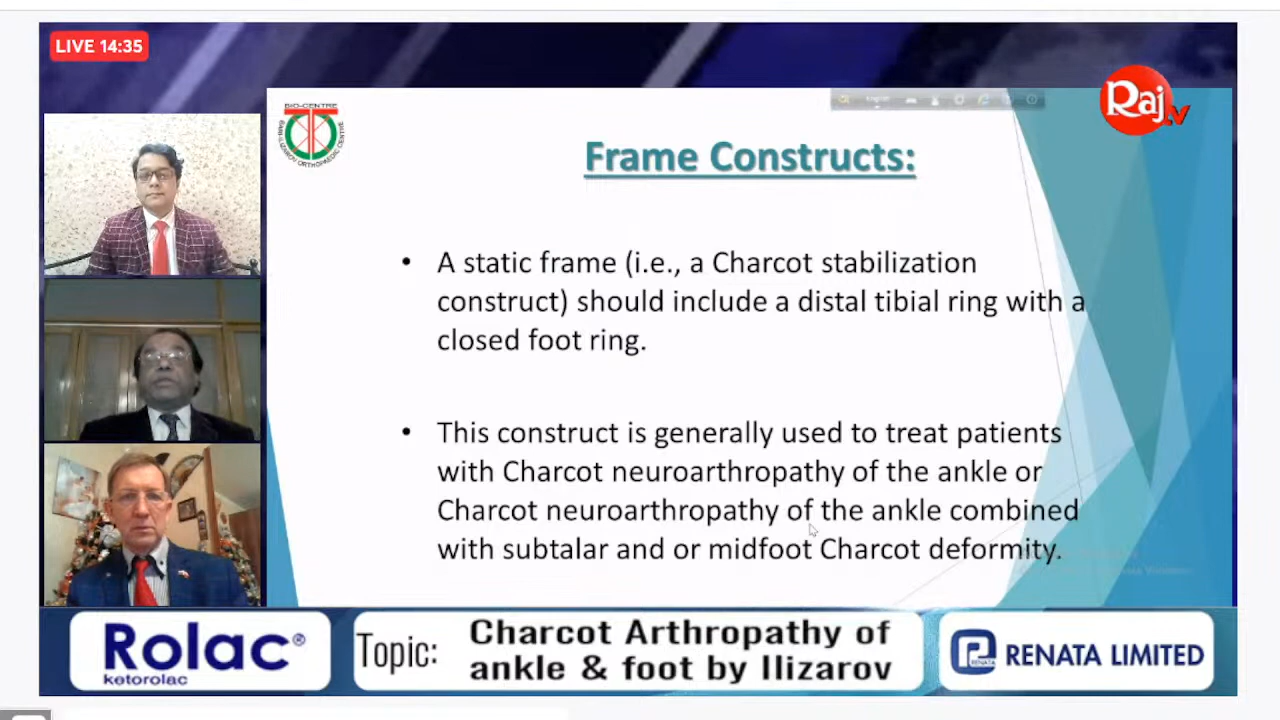 LIVE 14:35
BIO-CENTRE
Raj
.v
Frame Constructs:
• A static frame (i.e., a Charcot stabilization
construct) should include a distal tibial ring with a
closed foot ring.
• This construct is generally used to treat patients
with Charcot neuroarthropathy of the ankle or
Charcot neuroarthropathy of the ankle combined
with subtalar and or midfoot Charcot deformity.
Rolac®
ketorolac
Topic:
Charcot Arthropathy of
ankle & foot by Ilizarov
RENATA
RENATA LIMITED